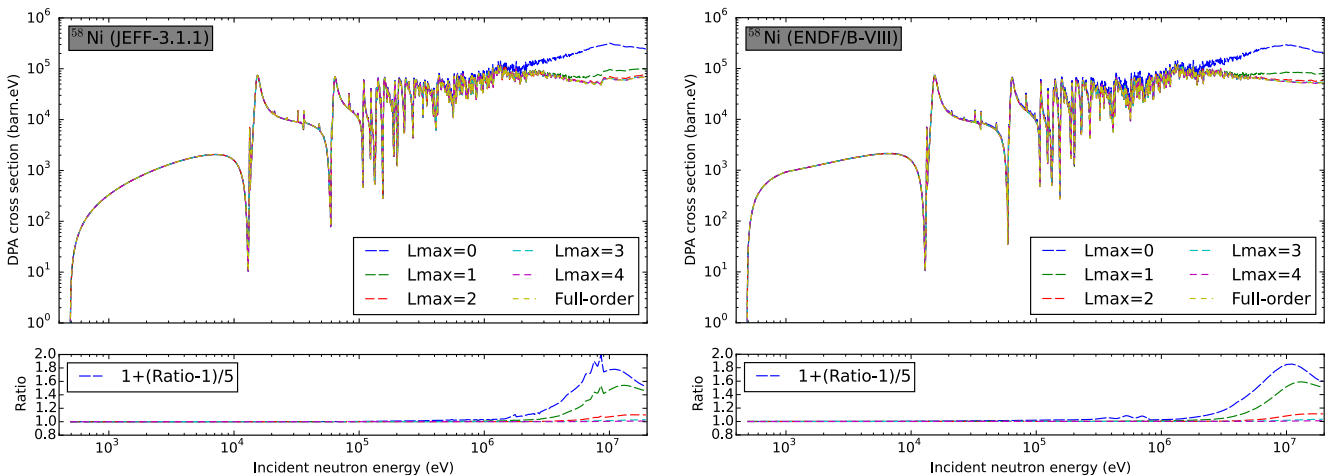 ⁵⁸Ni (JEFF-3.1.1)
DPA cross section (barn.eV)
10⁶
10⁵
10⁴
10³
10²
10¹
10⁰
Lmax=0 Lmax=3
Lmax=1 Lmax=4
Lmax=2 Full-order
Ratio
2.0
1.8
1.6
1.4
1.2
1.0
0.8
1+(Ratio-1)/5
10³ 10⁴ 10⁵ 10⁶ 10⁷
Incident neutron energy (eV)
⁵⁸Ni (ENDF/B-VIII)
DPA cross section (barn.eV)
10⁶
10⁵
10⁴
10³
10²
10¹
10⁰
Lmax=0 Lmax=3
Lmax=1 Lmax=4
Lmax=2 Full-order
Ratio
2.0
1.8
1.6
1.4
1.2
1.0
0.8
1+(Ratio-1)/5
10³ 10⁴ 10⁵ 10⁶ 10⁷
Incident neutron energy (eV)